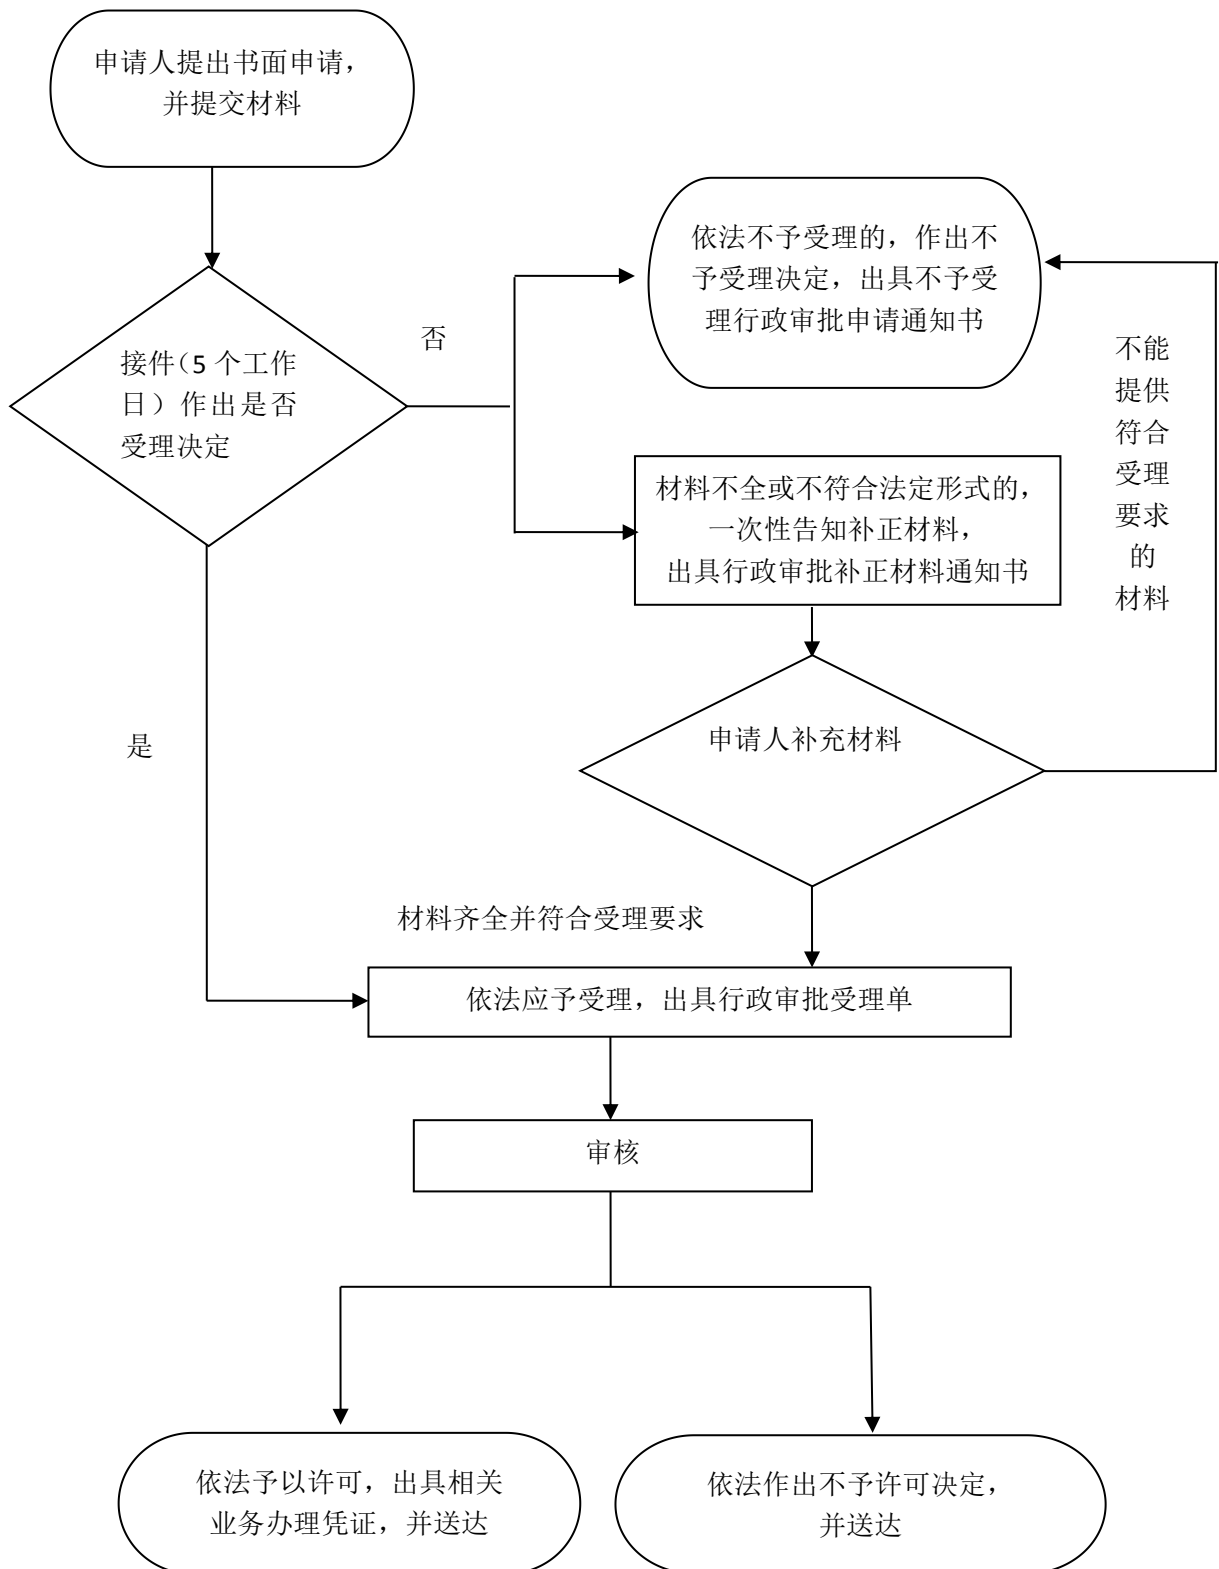 申请人提出书面申请，
并提交材料
依法不予受理的，作出不
予受理决定，出具不予受
理行政审批申请通知书
否
接件（5 个工作
日）作出是否
受理决定
不能
提供
符合
受理
要求
的
材料
材料不全或不符合法定形式的，
一次性告知补正材料，
出具行政审批补正材料通知书
是
申请人补充材料
材料齐全并符合受理要求
依法应予受理，出具行政审批受理单
审核
依法予以许可，出具相关
业务办理凭证，并送达
依法作出不予许可决定，
并送达